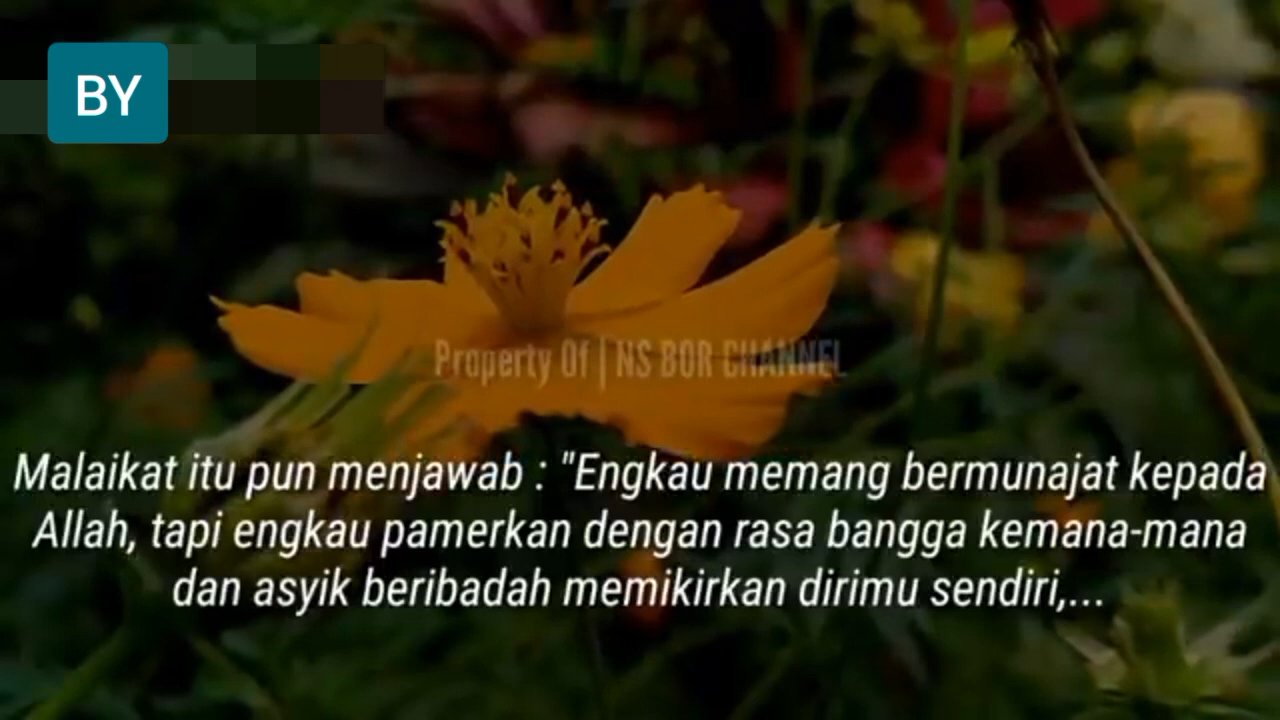 BY
Property Of | NS BOR CHANNEL
Malaikat itu pun menjawab : "Engkau memang bermunajat kepada
Allah, tapi engkau pamerkan dengan rasa bangga kemana-mana
dan asyik beribadah memikirkan dirimu sendiri,...